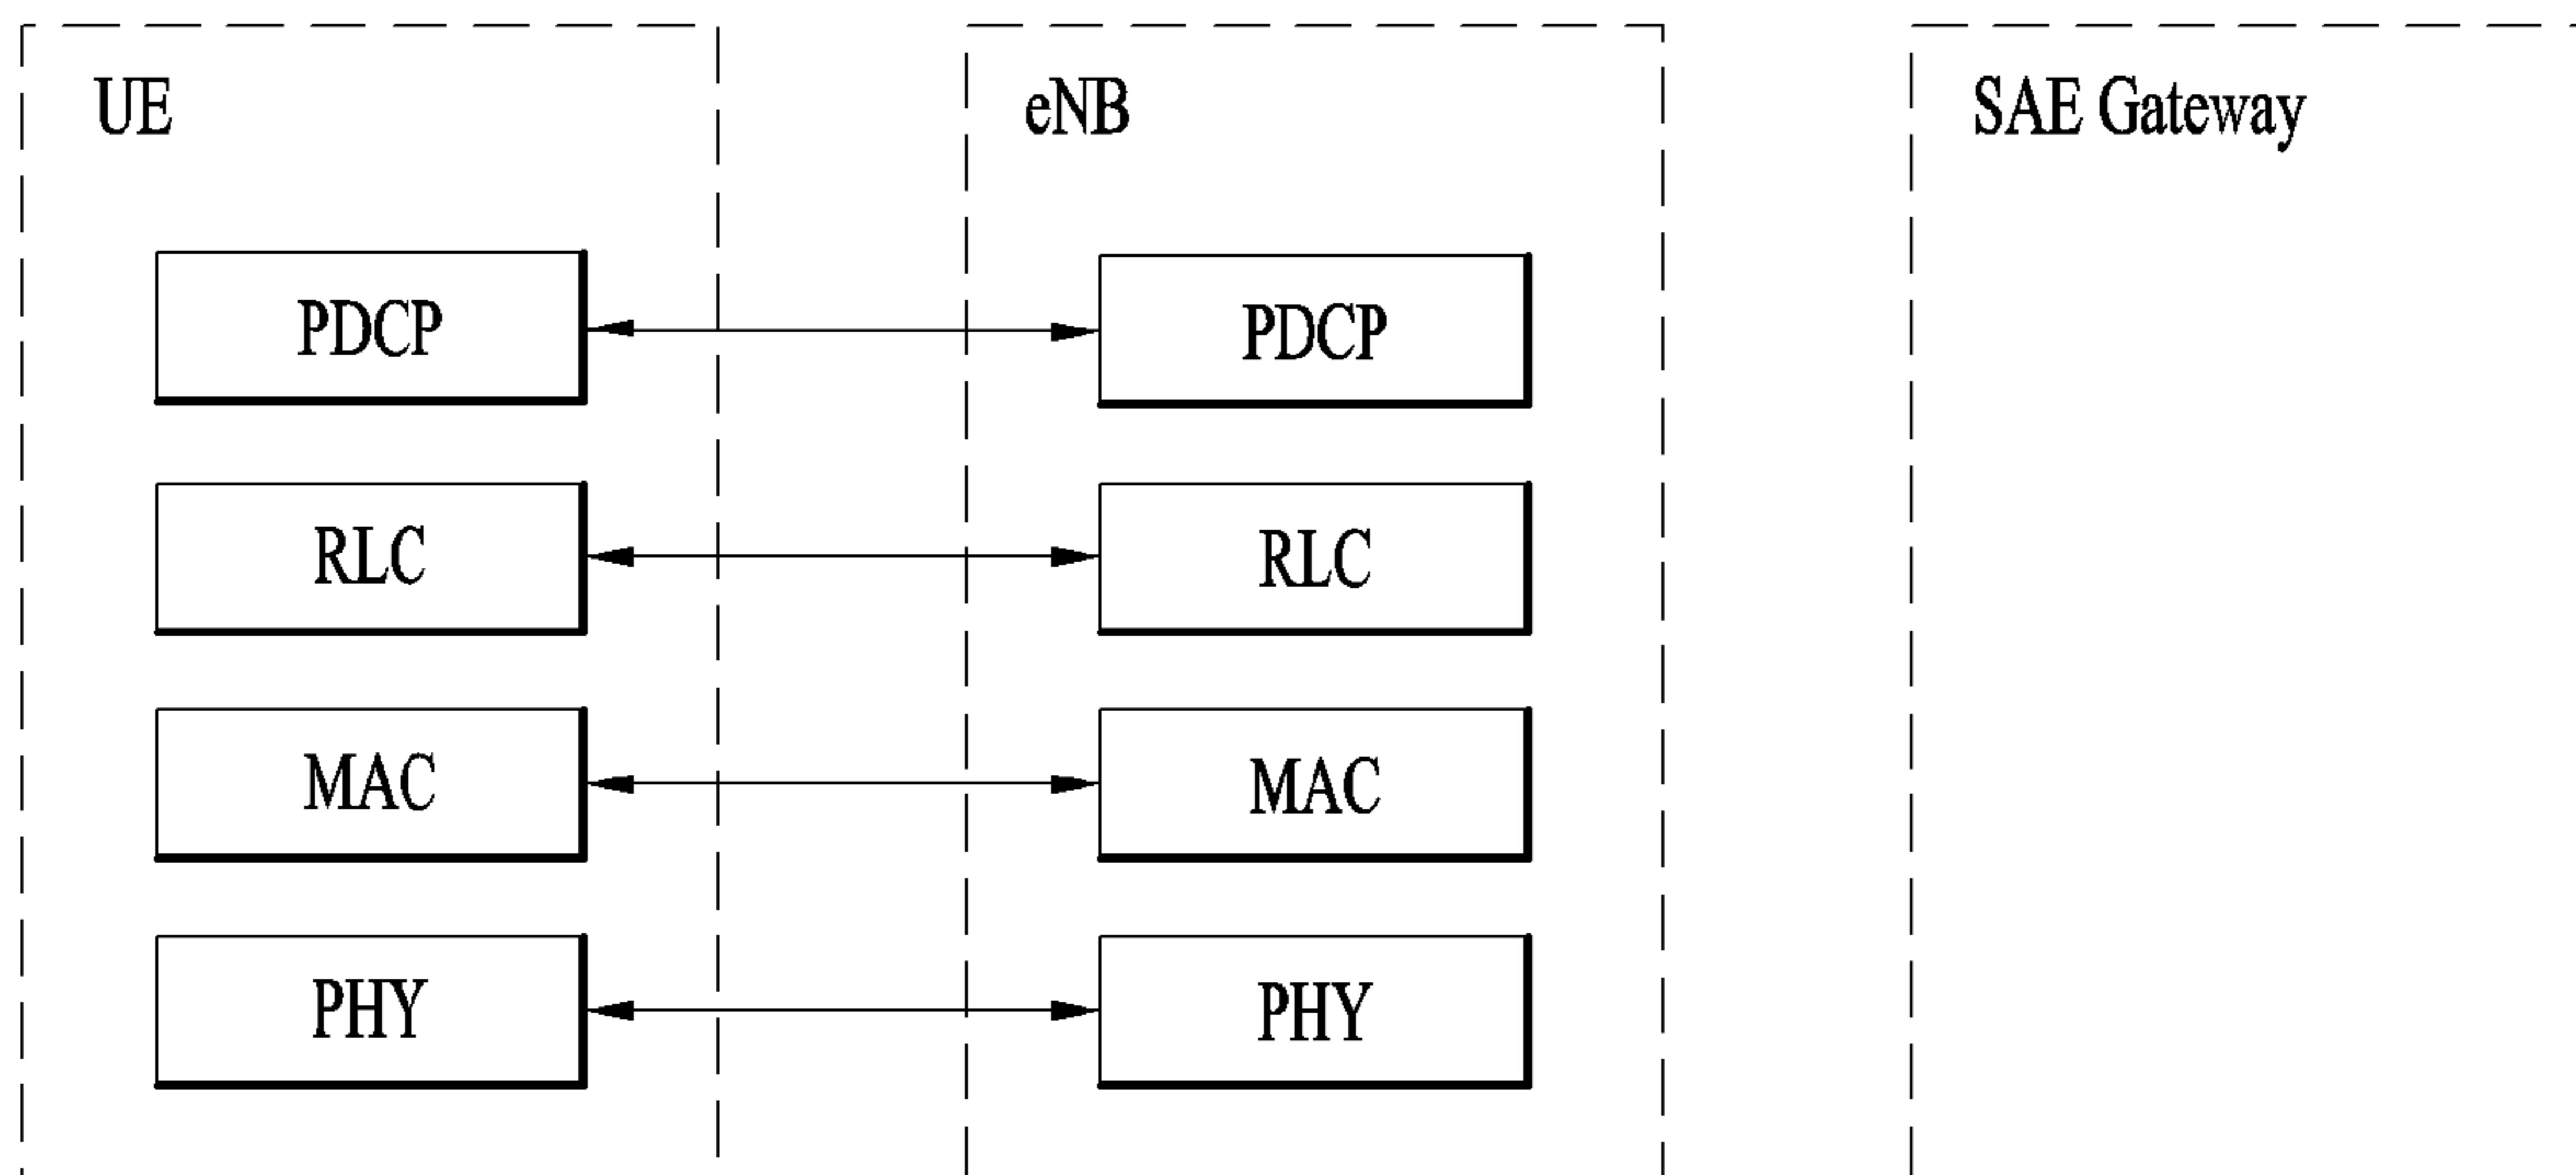 UE
eNB
SAE Gateway
PDCP
PDCP
RLC
RLC
MAC
MAC
PHY
PHY